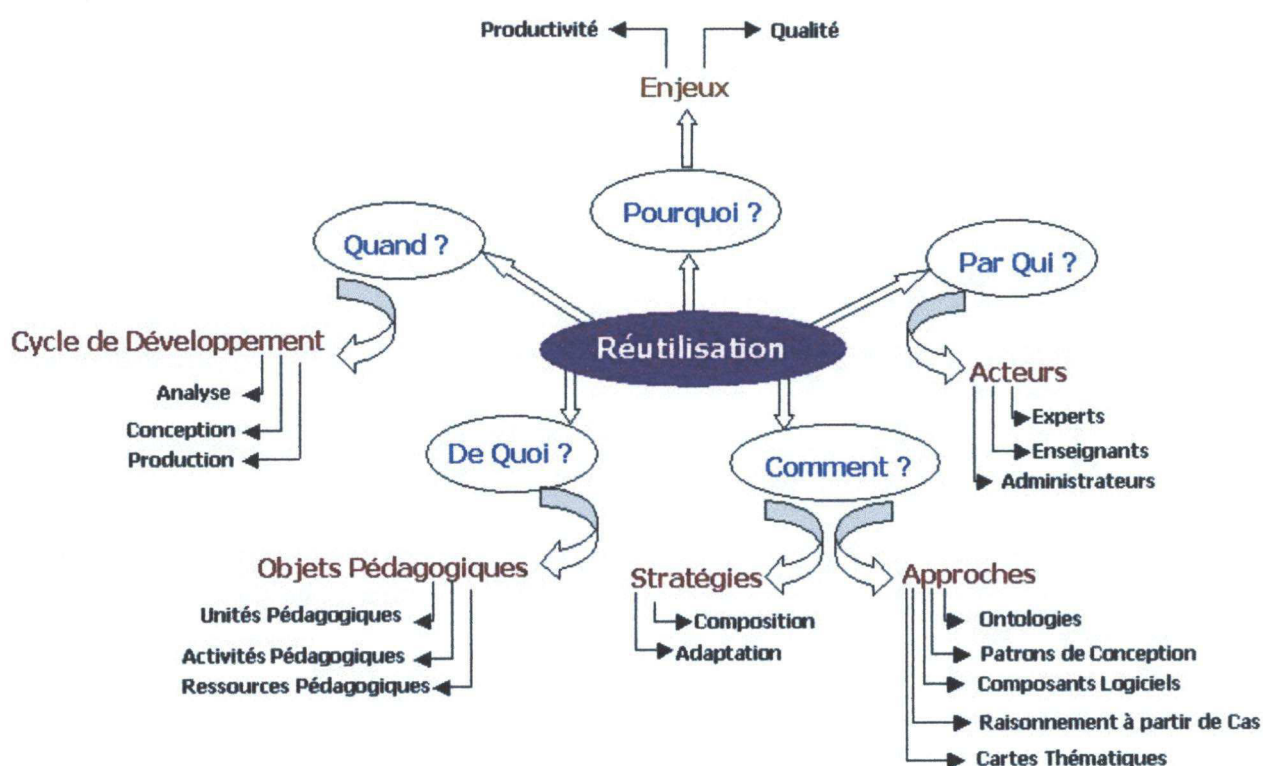 Productivité
Qualité
Enjeux
Pourquoi ?
Quand ?
Par Qui ?
Cycle de Développement
Réutilisation
Acteurs
Analyse
Experts
Conception
Enseignants
Production
De Quoi ?
Comment ?
Administrateurs
Objets Pédagogiques
Stratégies
Approches
Unités Pédagogiques
Composition
Ontologies
Activités Pédagogiques
Adaptation
Patrons de Conception
Ressources Pédagogiques
Composants Logiciels
Raisonnement à partir de Cas
Cartes Thématiques